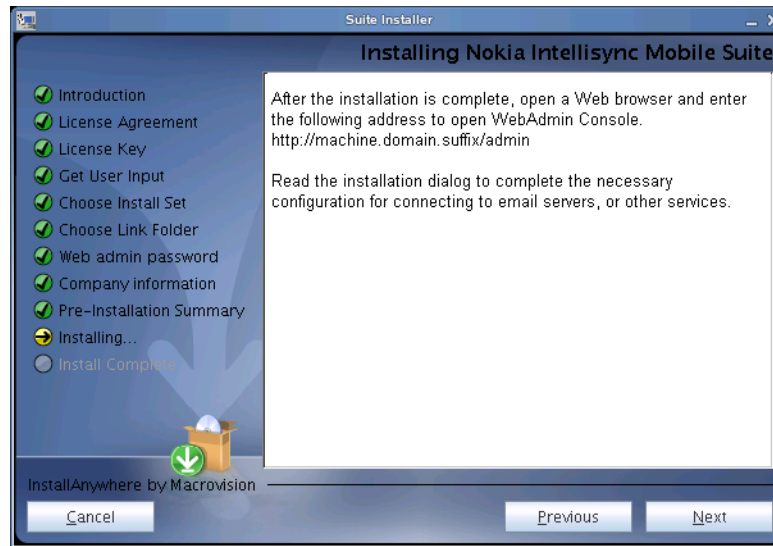 Suite Installer
Installing Nokia Intellisync Mobile Suite
Introduction
License Agreement
License Key
Get User Input
Choose Install Set
Choose Link Folder
Web admin password
Company information
Pre-Installation Summary
Installing...
Install Complete
After the installation is complete, open a Web browser and enter
the following address to open WebAdmin Console.
http://machine.domain.suffix/admin
Read the installation dialog to complete the necessary
configuration for connecting to email servers, or other services.
InstallAnywhere by Macrovision
Cancel
Previous
Next